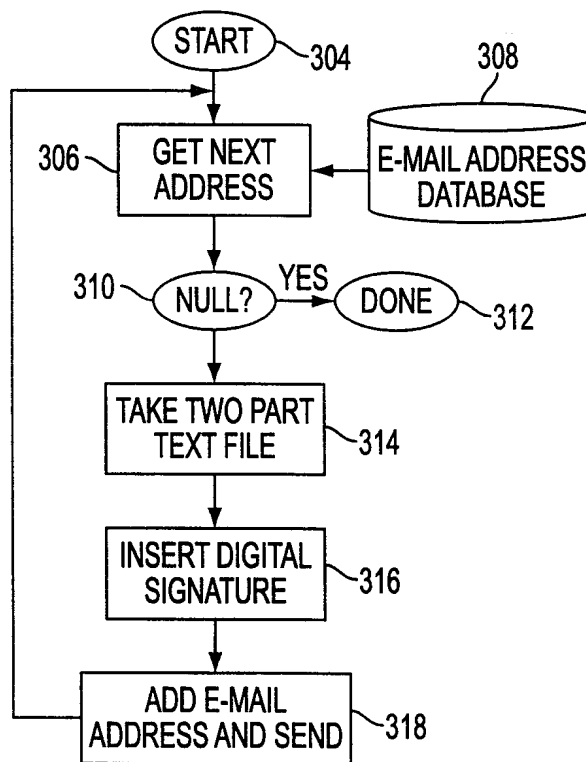 START
304
308
306
GET NEXT
ADDRESS
E-MAIL ADDRESS
DATABASE
310
NULL?
YES
DONE
312
TAKE TWO PART
TEXT FILE
314
INSERT DIGITAL
SIGNATURE
316
ADD E-MAIL
ADDRESS AND SEND
318